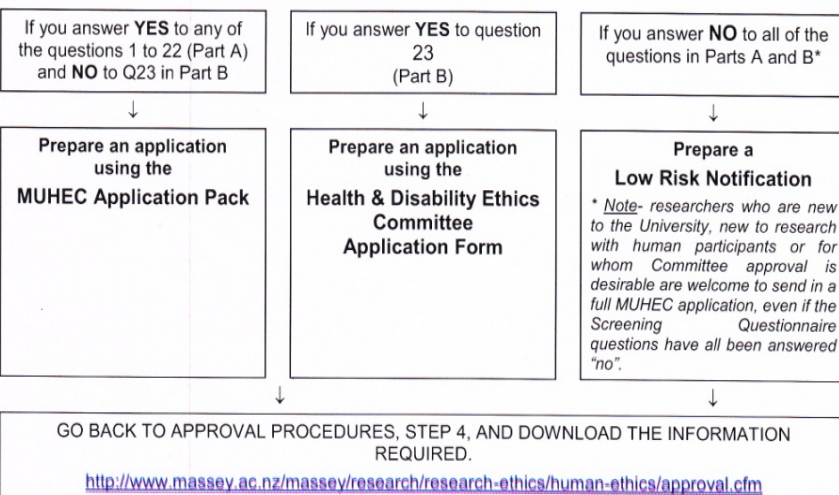 If you answer YES to any of
the questions 1 to 22 (Part A)
and NO to Q23 in Part B
If you answer YES to question
23
(Part B)
If you answer NO to all of the
questions in Parts A and B*
↓
↓
↓
Prepare an application
using the
MUHEC Application Pack
Prepare an application
using the
Health & Disability Ethics
Committee
Application Form
Prepare a
Low Risk Notification
* Note- researchers who are new
to the University, new to research
with human participants or for
whom Committee approval is
desirable are welcome to send in a
full MUHEC application, even if the
Screening Questionnaire
questions have all been answered
“no”.
↓
↓
GO BACK TO APPROVAL PROCEDURES, STEP 4, AND DOWNLOAD THE INFORMATION
REQUIRED.
http://www.massey.ac.nz/massey/research/research-ethics/human-ethics/approval.cfm